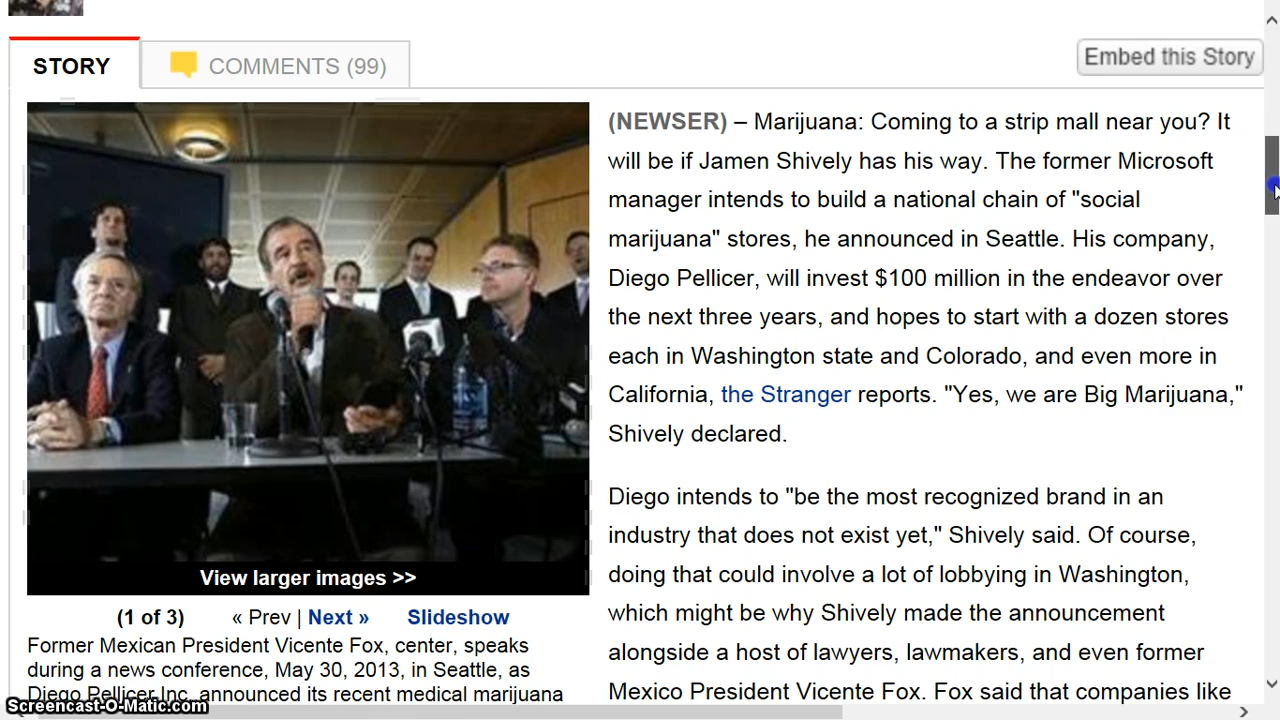 STORY
COMMENTS (99)
Embed this Story
(NEWSER) – Marijuana: Coming to a strip mall near you? It
will be if Jamen Shively has his way. The former Microsoft
manager intends to build a national chain of "social
marijuana" stores, he announced in Seattle. His company,
Diego Pellicer, will invest $100 million in the endeavor over
the next three years, and hopes to start with a dozen stores
each in Washington state and Colorado, and even more in
California, the Stranger reports. "Yes, we are Big Marijuana,"
Shively declared.
Diego intends to "be the most recognized brand in an
industry that does not exist yet," Shively said. Of course,
doing that could involve a lot of lobbying in Washington,
which might be why Shively made the announcement
alongside a host of lawyers, lawmakers, and even former
Mexico President Vicente Fox. Fox said that companies like
View larger images >>
(1 of 3) « Prev | Next » Slideshow
Former Mexican President Vicente Fox, center, speaks
during a news conference, May 30, 2013, in Seattle, as
Diego Pellicer Inc. announced its recent medical marijuana
Screencast-O-Matic.com